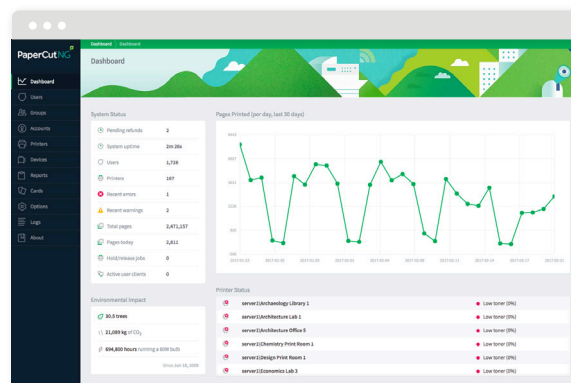 PaperCutNG
Dashboard
Users
Groups
Accounts
Printers
Devices
Reports
Cards
Options
Logs
About
Dashboard Dashboard
Dashboard
System Status
Pending refunds 2
System uptime 2m 26s
Users 1,726
Printers 167
Recent errors 1
Recent warnings 2
Total pages 2,471,157
Pages today 2,811
Hold/release jobs 0
Active user clients 0
Environmental Impact
30.5 trees
21,089 kg of CO2
694,800 hours running a 60W bulb
Pages Printed (per day, last 30 days)
Printer Status
server1\Archaeology Library 1 Low toner (0%)
server1\Architecture Lab 1 Low toner (0%)
server1\Architecture Office 5 Low toner (0%)
server1\Chemistry Print Room 1 Low toner (0%)
server1\Design Print Room 1 Low toner (0%)
server1\Economics Lab 3 Low toner (0%)